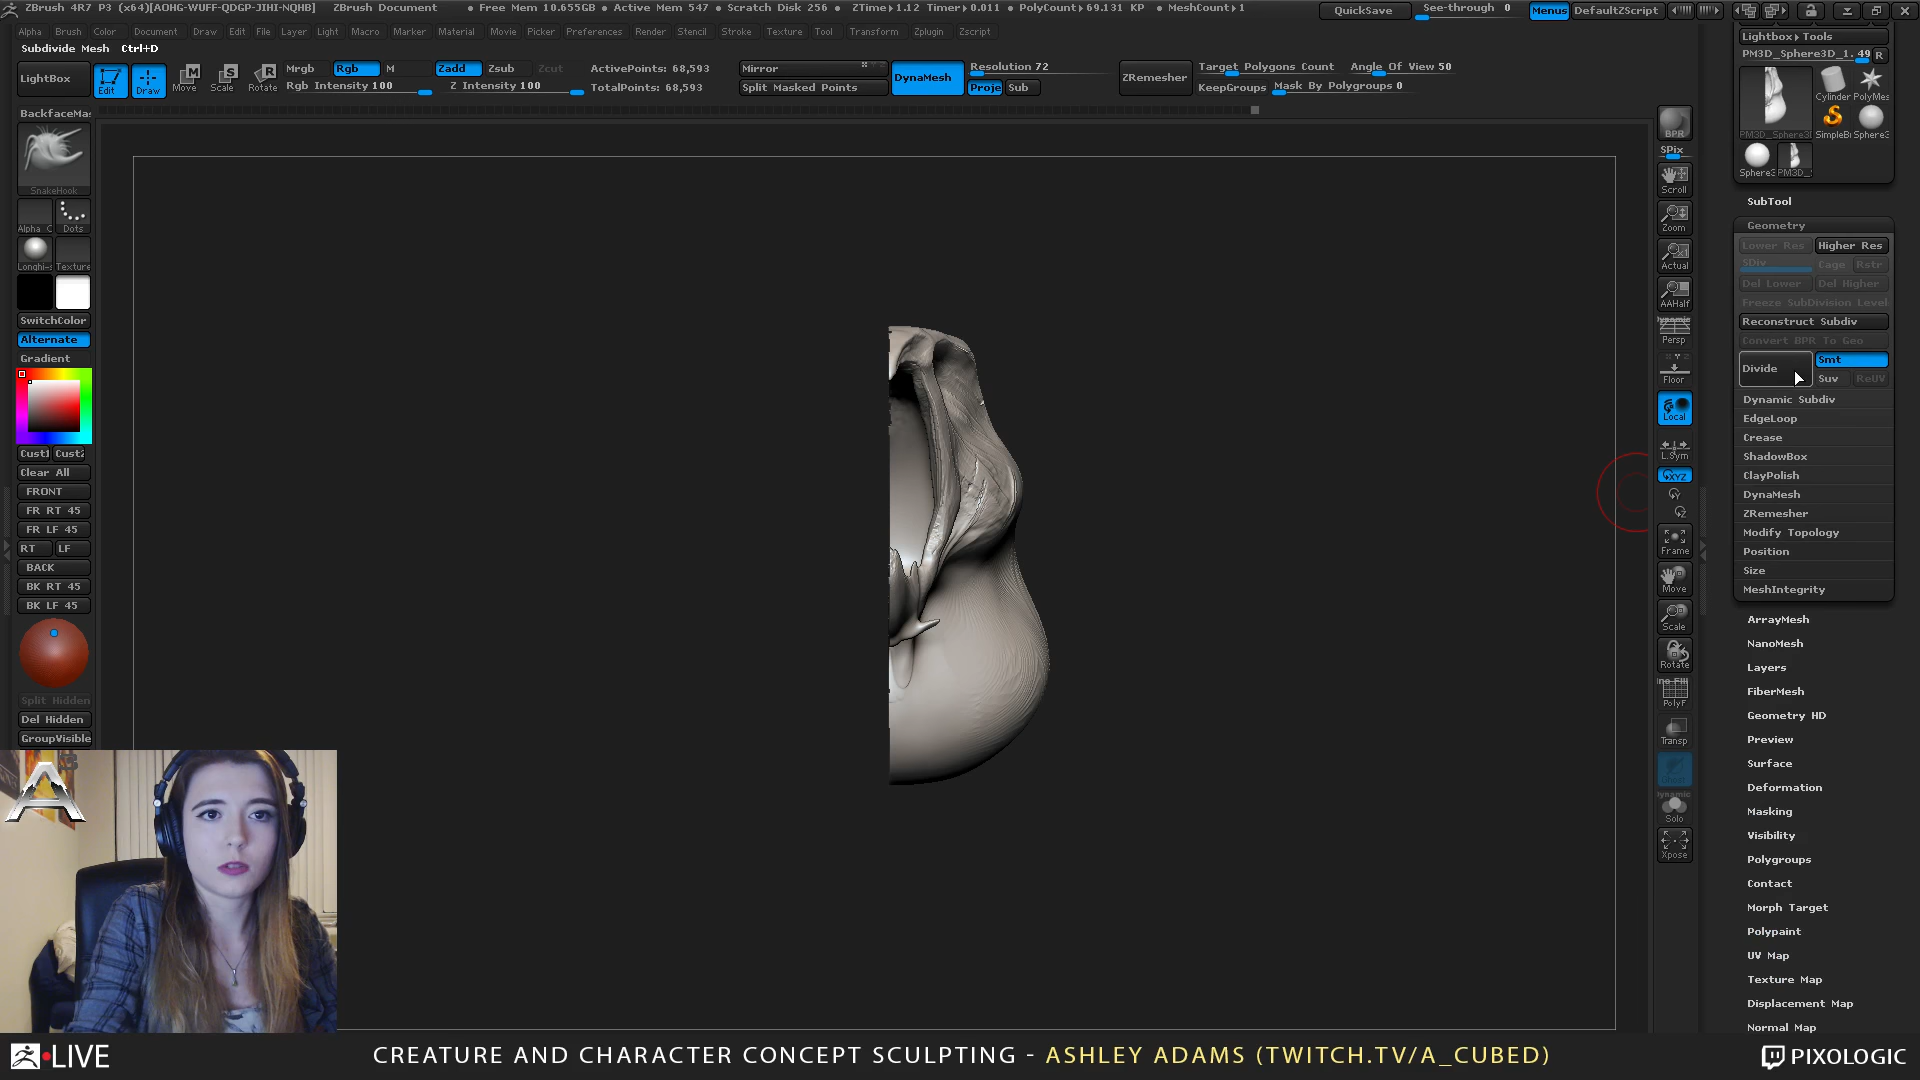 ZBrush 4R7 P3 (x64)[AOHG-WUFF-QDGP-JIHI-NQHB] ZBrush Document • Free Mem 10.655GB • Active Mem 547 • Scratch Disk 256 • ZTime▸1.12 Timer▸0.011 • PolyCount▸69.131 KP • MeshCount▸1 QuickSave See-through 0 Menus DefaultZScript
Alpha Brush Color Document Draw Edit File Layer Light Macro Marker Material Movie Picker Preferences Render Stencil Stroke Texture Tool Transform Zplugin Zscript
Subdivide Mesh Ctrl+D
LightBox Edit Draw Move Scale Rotate
Mrgb Rgb M Zadd Zsub Zcut
Rgb Intensity 100 Z Intensity 100
ActivePoints: 68,593
TotalPoints: 68,593
Mirror
Split Masked Points
DynaMesh
Resolution 72
Proje Sub
ZRemesher
Target Polygons Count Angle Of View 50
KeepGroups Mask By Polygroups 0
BackfaceMas
SnakeHook
Alpha Dots
Texture
SwitchColor
Alternate
Gradient
Cust1 Cust2
Clear All
FRONT
FR RT 45
FR LF 45
RT LF
BACK
BK RT 45
BK LF 45
Split Hidden
Del Hidden
GroupVisible
BPR
SPix
Scroll
Zoom
Actual
AAHalf
Persp
Floor
Local
L.Sym
XYZ
Frame
Move
Scale
Rotate
PolyF
Transp
Dynamic
Solo
Xpose
Lightbox▸Tools
PM3D_Sphere3D_1. 49 R
Cylinder PolyMes
PM3D_Sphere3 SimpleB Sphere3
Sphere3 PM3D_
SubTool
Geometry
Lower Res Higher Res
SDiv Cage Rstr
Del Lower Del Higher
Freeze SubDivision Level
Reconstruct Subdiv
Convert BPR To Geo
Divide Smt
Suv ReUV
Dynamic Subdiv
EdgeLoop
Crease
ShadowBox
ClayPolish
DynaMesh
ZRemesher
Modify Topology
Position
Size
MeshIntegrity
ArrayMesh
NanoMesh
Layers
FiberMesh
Geometry HD
Preview
Surface
Deformation
Masking
Visibility
Polygroups
Contact
Morph Target
Polypaint
UV Map
Texture Map
Displacement Map
Normal Map
LIVE CREATURE AND CHARACTER CONCEPT SCULPTING - ASHLEY ADAMS (TWITCH.TV/A_CUBED) PIXOLOGIC